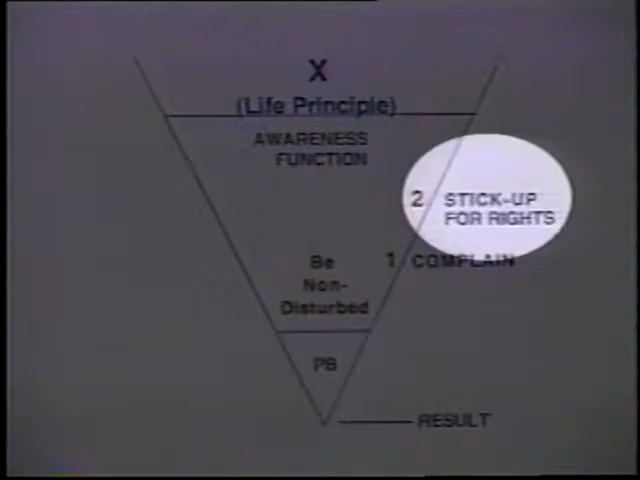 X
(Life Principle)
AWARENESS
FUNCTION
2 STICK-UP
FOR RIGHTS
1 COMPLAIN
Be
Non-
Disturbed
PB
RESULT